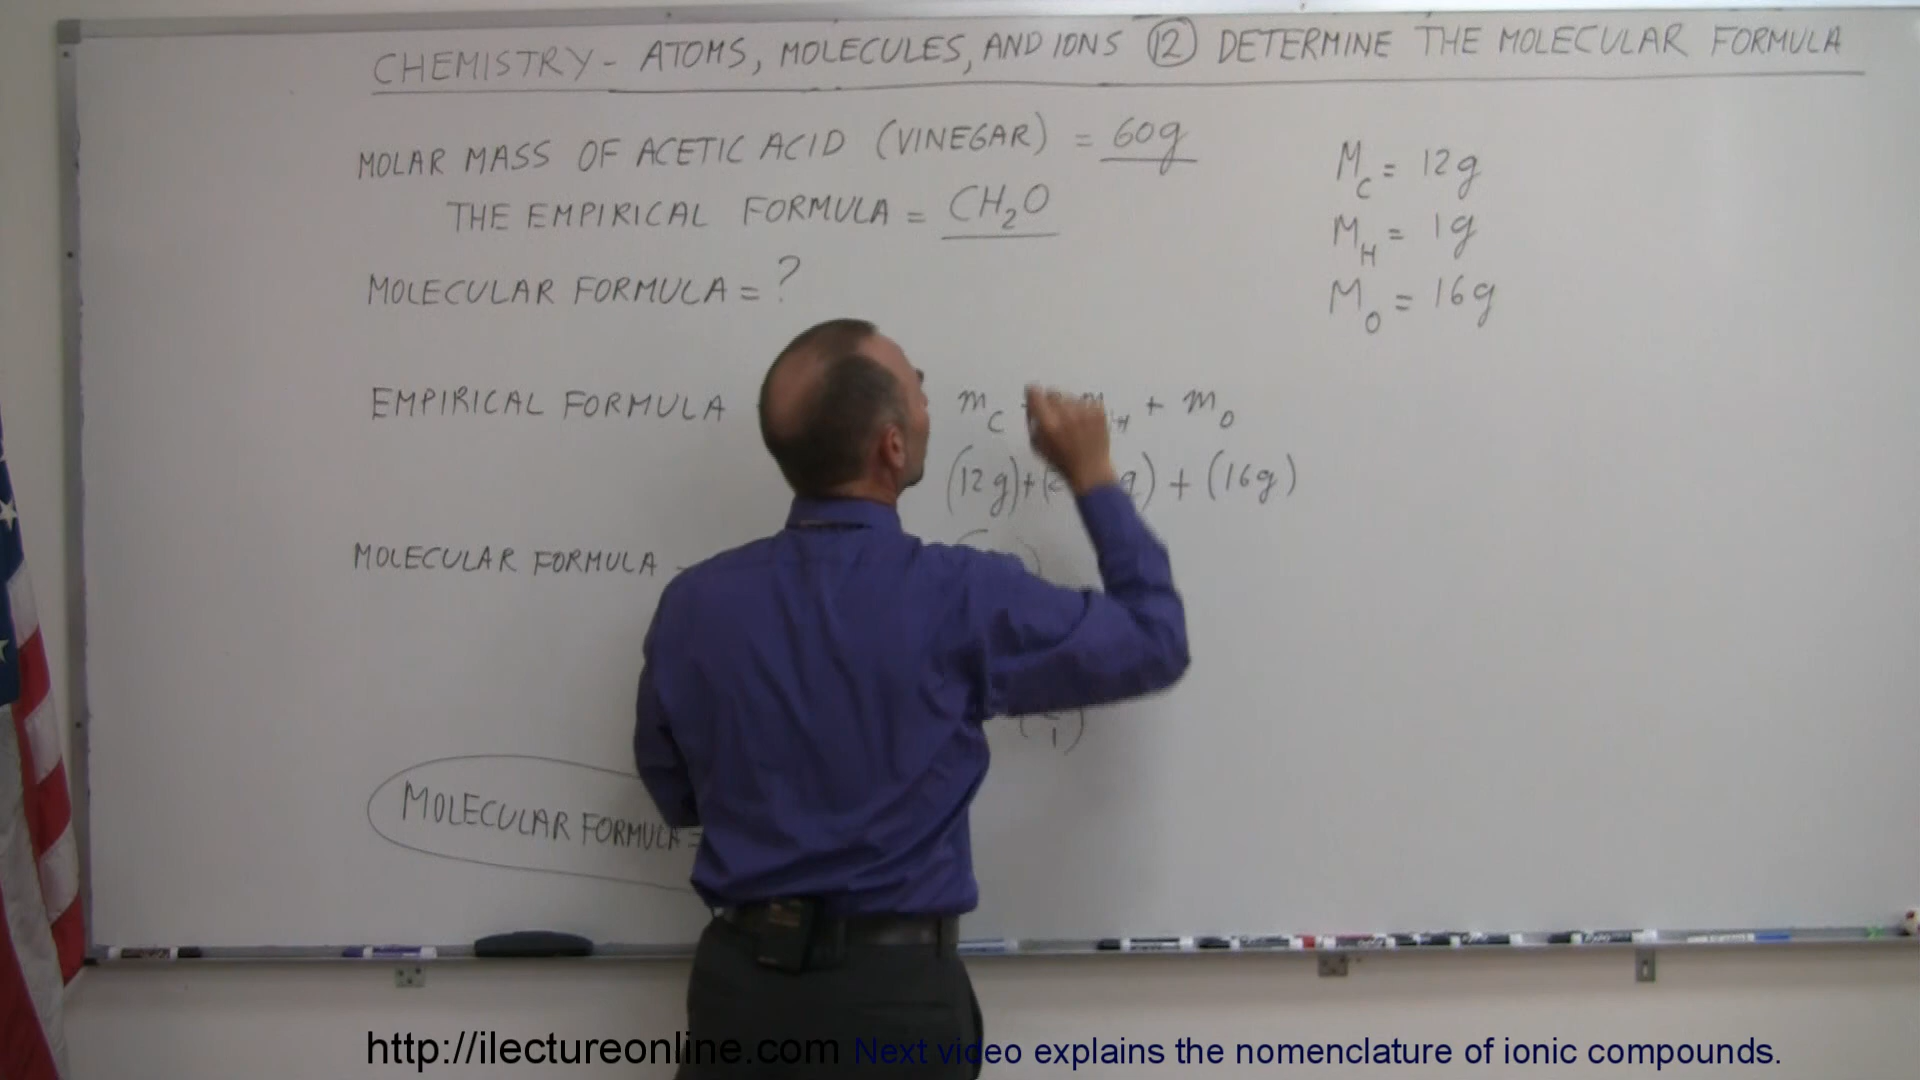 CHEMISTRY - ATOMS, MOLECULES, AND IONS ⑫ DETERMINE THE MOLECULAR FORMULA
MOLAR MASS OF ACETIC ACID (VINEGAR) = 60g
THE EMPIRICAL FORMULA = CH₂O
MOLECULAR FORMULA = ?
M_C = 12g
M_H = 1g
M_O = 16g
EMPIRICAL FORMULA m_C + m_H + m_O
(12g)+(2 g) + (16g)
MOLECULAR FORMULA
MOLECULAR FORMULA =
http://ilectureonline.com Next video explains the nomenclature of ionic compounds.